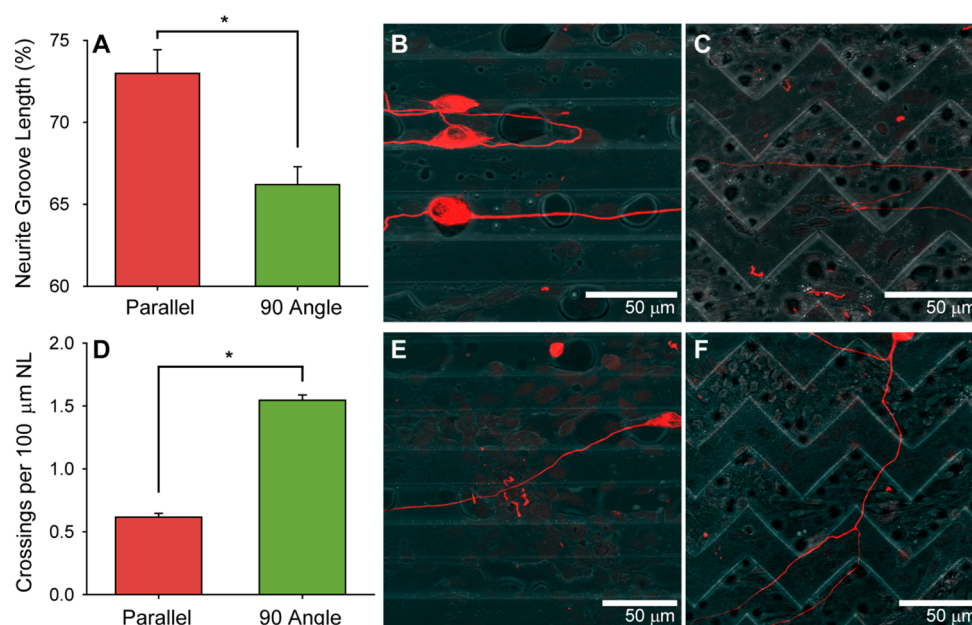 A
Neurite Groove Length (%)
75
70
65
60
*
Parallel
90 Angle
B
50 μm
C
50 μm
D
Crossings per 100 μm NL
2.0
1.5
1.0
0.5
0.0
*
Parallel
90 Angle
E
50 μm
F
50 μm